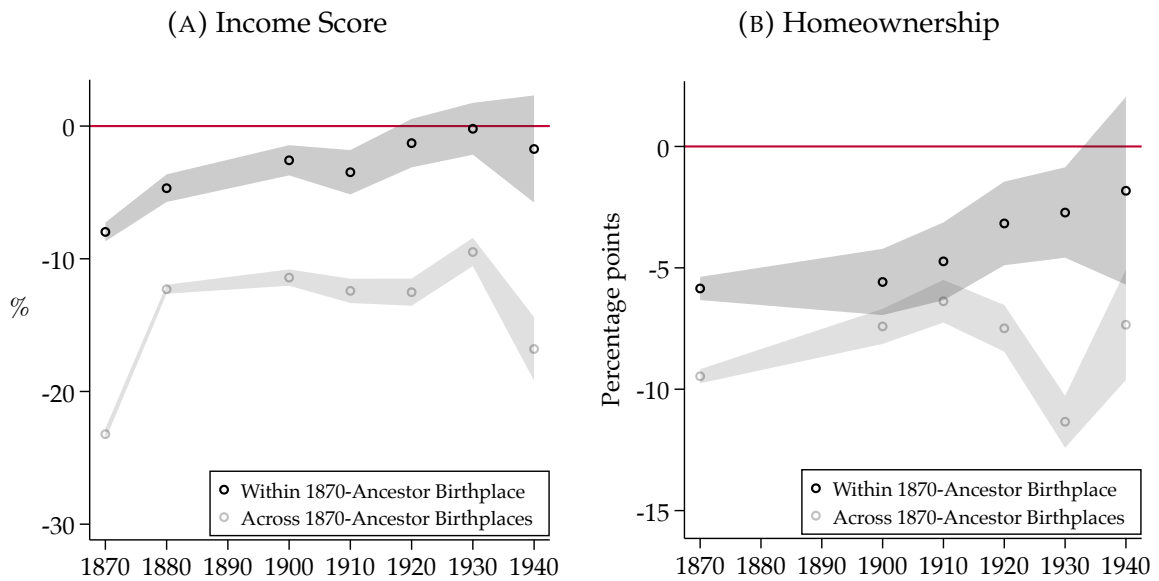 (A) Income Score
0
-10
%
-20
-30
Within 1870-Ancestor Birthplace
Across 1870-Ancestor Birthplaces
1870 1880 1890 1900 1910 1920 1930 1940
(B) Homeownership
0
-5
Percentage points
-10
-15
Within 1870-Ancestor Birthplace
Across 1870-Ancestor Birthplaces
1870 1880 1890 1900 1910 1920 1930 1940